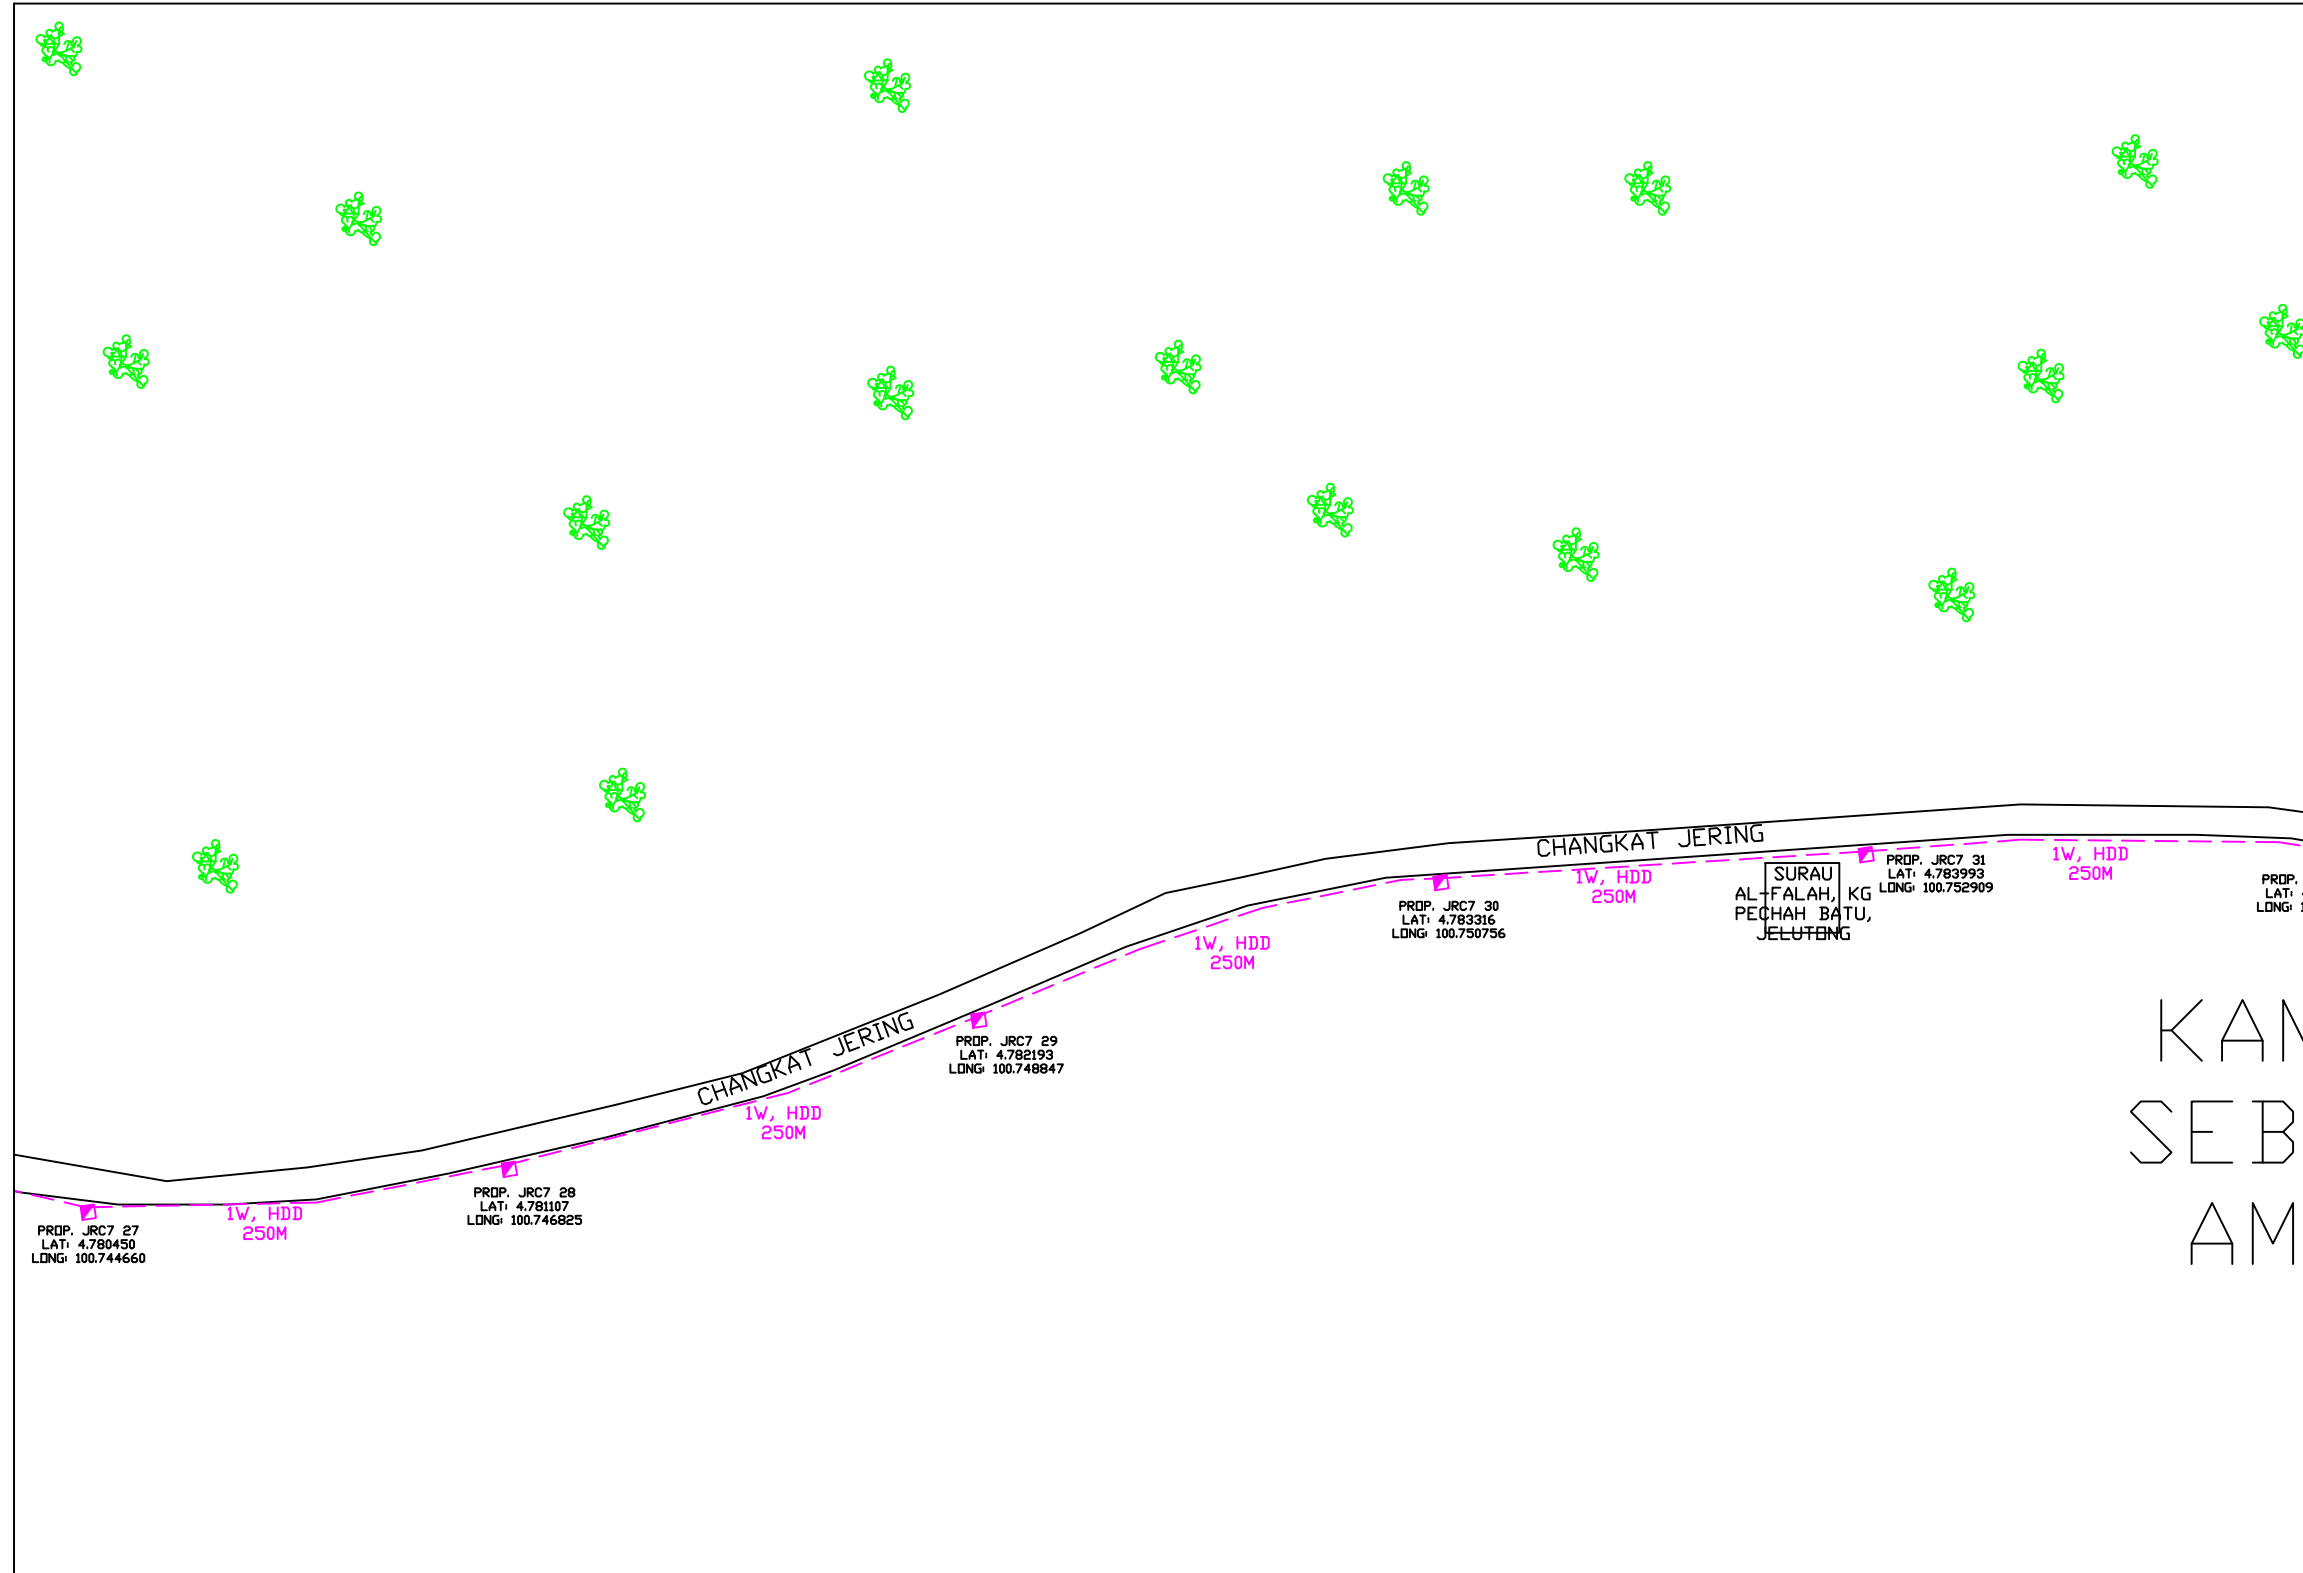 CHANGKAT JERING
1W, HDD
250M
PROP. JRC7 31
LAT: 4.783993
LONG: 100.752909
SURAU
AL-FALAH, KG
PECHAH BATU,
JELUTONG
1W, HDD
250M
PROP.
LAT:
LONG: 1
PROP. JRC7 30
LAT: 4.783316
LONG: 100.750756
1W, HDD
250M
CHANGKAT JERING
PROP. JRC7 29
LAT: 4.782193
LONG: 100.748847
1W, HDD
250M
PROP. JRC7 28
LAT: 4.781107
LONG: 100.746825
1W, HDD
250M
PROP. JRC7 27
LAT: 4.780450
LONG: 100.744660
KAM
SEB
AM